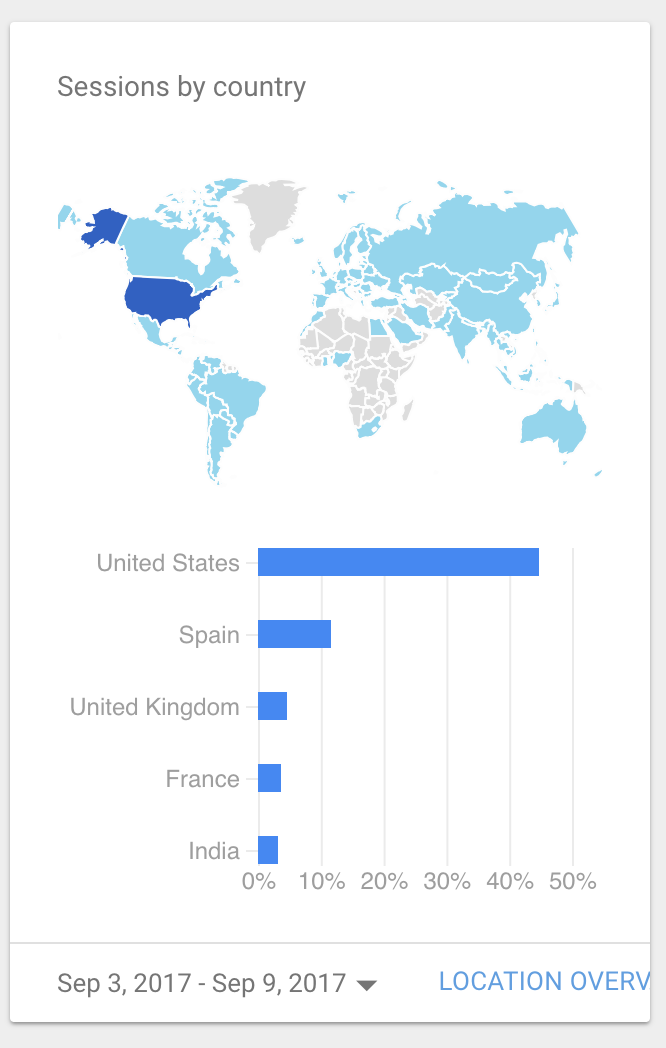 Sessions by country
United States
Spain
United Kingdom
France
India
0% 10% 20% 30% 40% 50%
Sep 3, 2017 - Sep 9, 2017 LOCATION OVERV